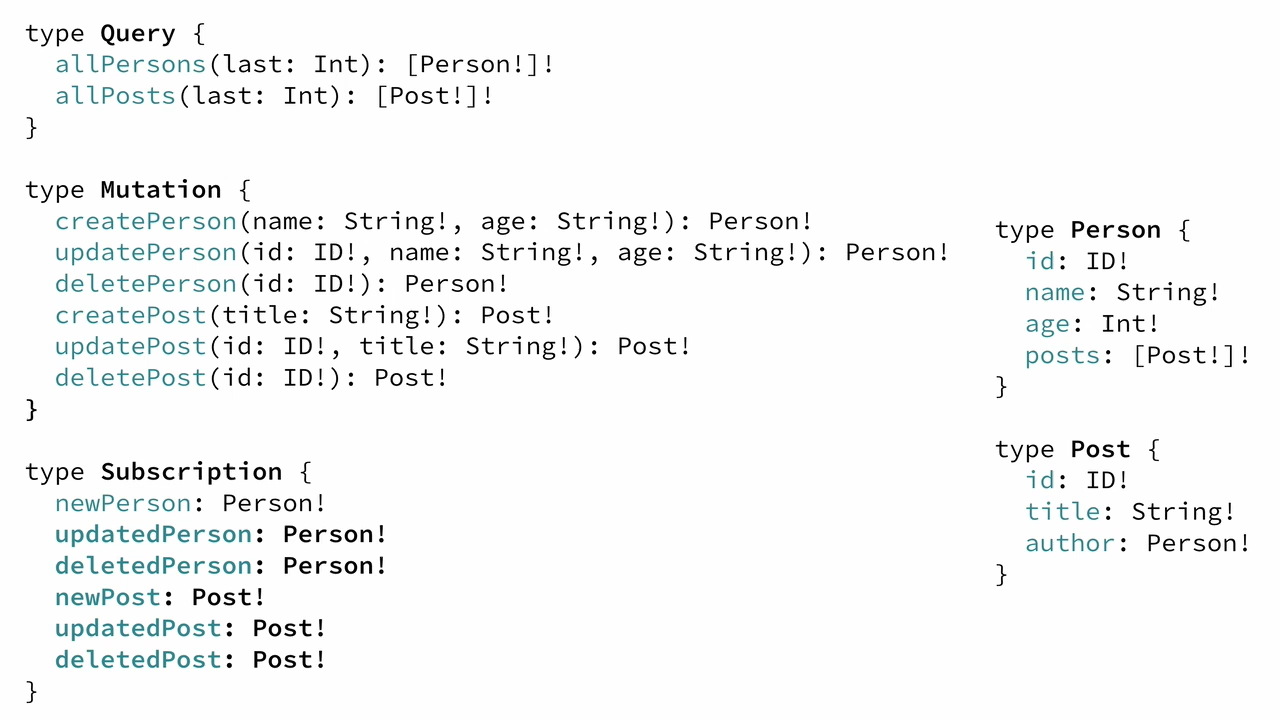 type Query {
  allPersons(last: Int): [Person!]!
  allPosts(last: Int): [Post!]!
}
type Mutation {
  createPerson(name: String!, age: String!): Person!
  updatePerson(id: ID!, name: String!, age: String!): Person!
  deletePerson(id: ID!): Person!
  createPost(title: String!): Post!
  updatePost(id: ID!, title: String!): Post!
  deletePost(id: ID!): Post!
}
type Subscription {
  newPerson: Person!
  updatedPerson: Person!
  deletedPerson: Person!
  newPost: Post!
  updatedPost: Post!
  deletedPost: Post!
}
type Person {
  id: ID!
  name: String!
  age: Int!
  posts: [Post!]!
}
type Post {
  id: ID!
  title: String!
  author: Person!
}